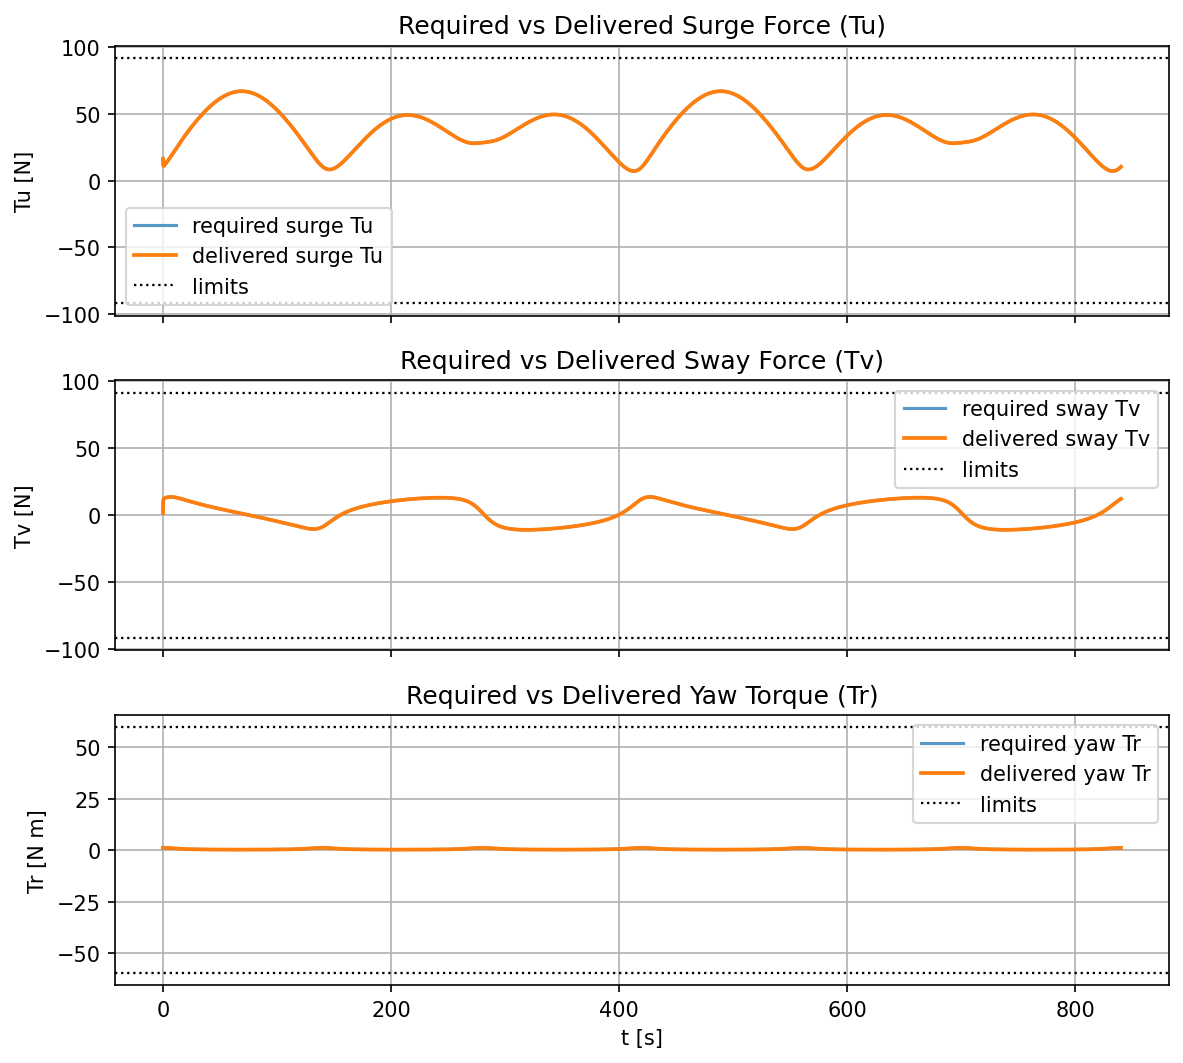 Required vs Delivered Surge Force (Tu)
100
50
0
−50
−100
Tu [N]
required surge Tu
delivered surge Tu
limits
Required vs Delivered Sway Force (Tv)
100
50
0
−50
−100
Tv [N]
required sway Tv
delivered sway Tv
limits
Required vs Delivered Yaw Torque (Tr)
50
25
0
−25
−50
Tr [N m]
required yaw Tr
delivered yaw Tr
limits
0 200 400 600 800
t [s]